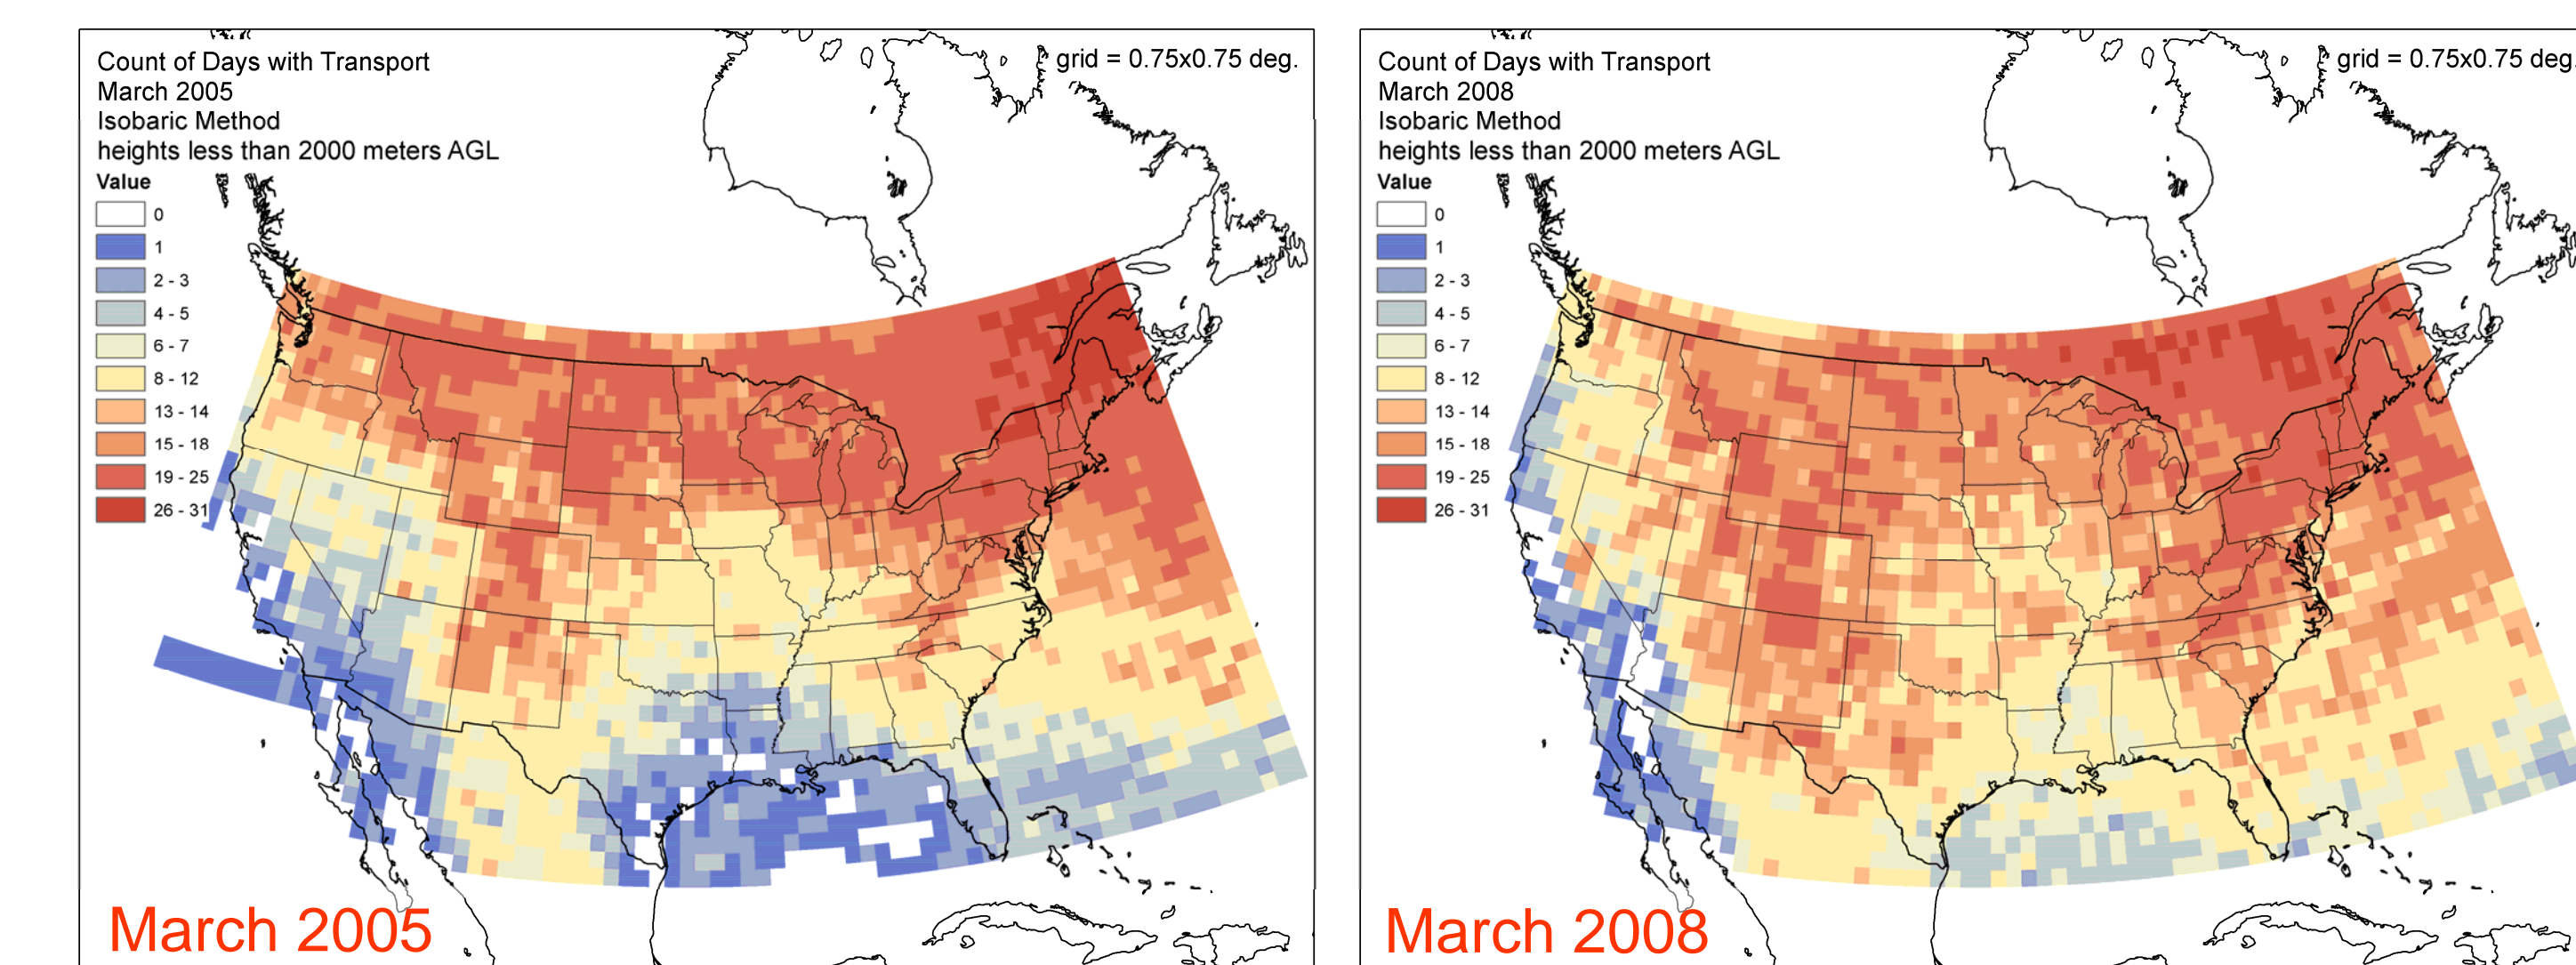 Count of Days with Transport
March 2005
Isobaric Method
heights less than 2000 meters AGL
grid = 0.75x0.75 deg.
Value
0
1
2 - 3
4 - 5
6 - 7
8 - 12
13 - 14
15 - 18
19 - 25
26 - 31
March 2005
Count of Days with Transport
March 2008
Isobaric Method
heights less than 2000 meters AGL
grid = 0.75x0.75 deg.
Value
0
1
2 - 3
4 - 5
6 - 7
8 - 12
13 - 14
15 - 18
19 - 25
26 - 31
March 2008